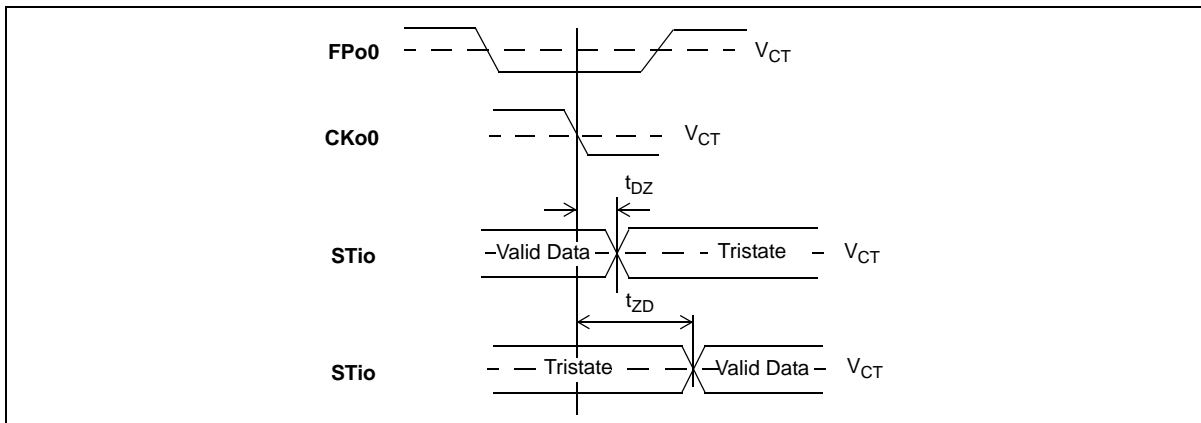 FPo0 V_CT
CKo0 V_CT
t_DZ
STio Valid Data Tristate V_CT
t_ZD
STio Tristate Valid Data V_CT